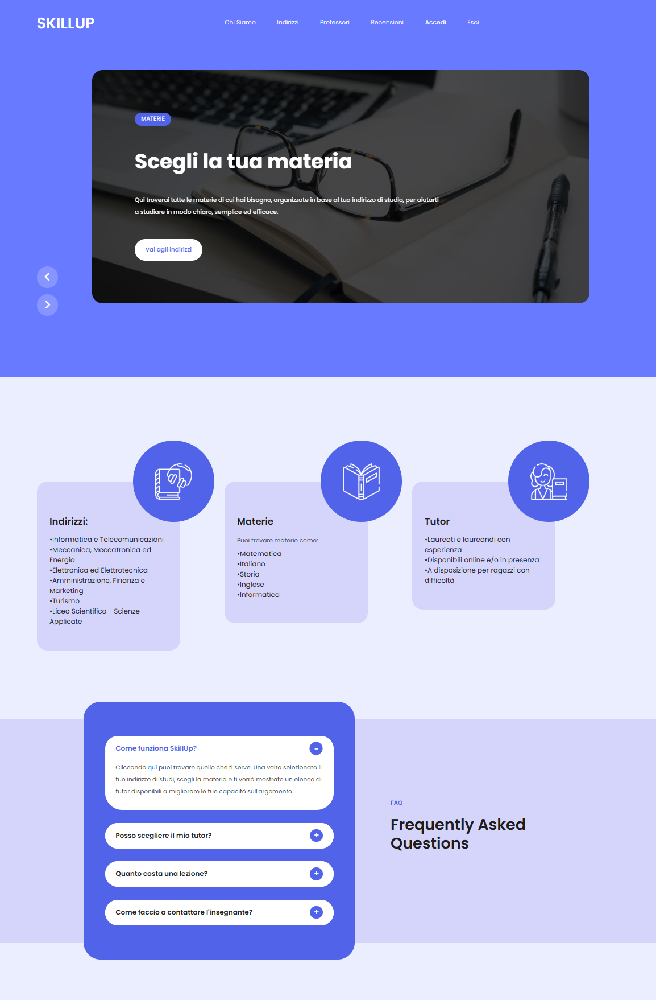 SKILLUP
Chi Siamo
Indirizzi
Professori
Recensioni
Accedi
Esci
MATERIE
Scegli la tua materia
Qui troverai tutte le materie di cui hai bisogno, organizzate in base al tuo indirizzo di studio, per aiutarti
a studiare in modo chiaro, semplice ed efficace.
Vai agli indirizzi
Indirizzi:
•Informatica e Telecomunicazioni
•Meccanica, Meccatronica ed
Energia
•Elettronica ed Elettrotecnica
•Amministrazione, Finanza e
Marketing
•Turismo
•Liceo Scientifico - Scienze
Applicate
Materie
Puoi trovare materie come:
•Matematica
•Italiano
•Storia
•Inglese
•Informatica
Tutor
•Laureati e laureandi con
esperienza
•Disponibili online e/o in presenza
•A disposizione per ragazzi con
difficoltà
Come funziona SkillUp?
Cliccando qui puoi trovare quello che ti serve. Una volta selezionato il
tuo indirizzo di studi, scegli la materia e ti verrà mostrato un elenco di
tutor disponibili a migliorare le tue capacitò sull'argomento.
Posso scegliere il mio tutor?
Quanto costa una lezione?
Come faccio a contattare l'insegnante?
FAQ
Frequently Asked
Questions